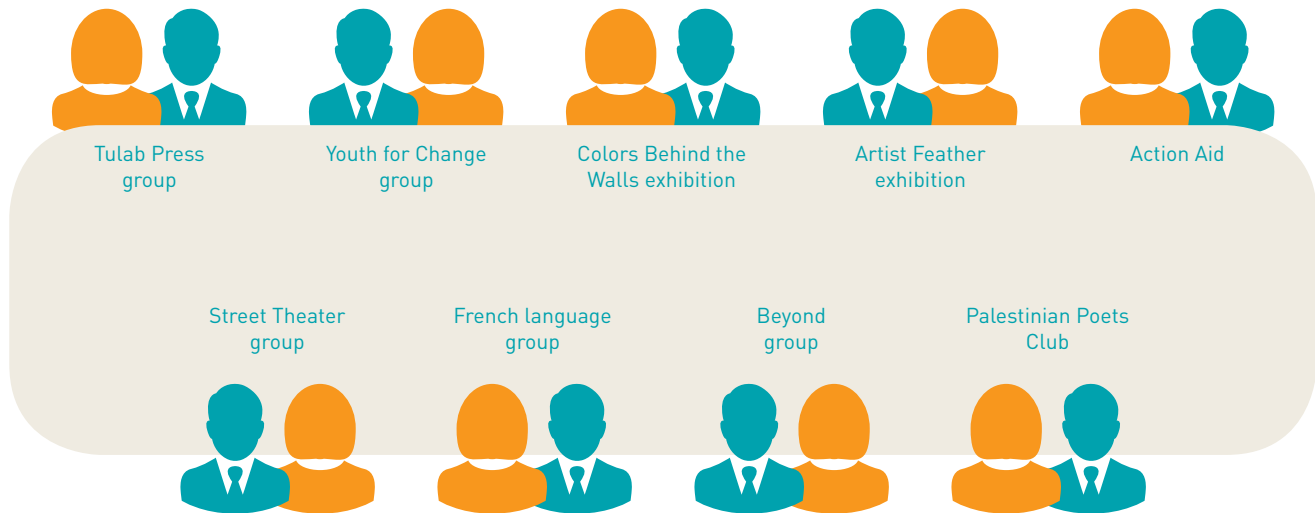 Tulab Press
group
Youth for Change
group
Colors Behind the
Walls exhibition
Artist Feather
exhibition
Action Aid
Street Theater
group
French language
group
Beyond
group
Palestinian Poets
Club